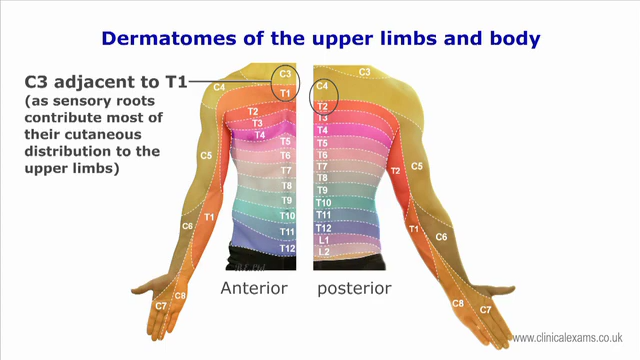 Dermatomes of the upper limbs and body
C3 adjacent to T1
(as sensory roots
contribute most of
their cutaneous
distribution to the
upper limbs)
C3
C4
T1
T2
T3
T4
T5
T6
T7
T8
T9
T10
T11
T12
C5
C6
T1
C7
C8
C3
C4
T2
T3
T4
T5
T6
T7
T8
T9
T10
T11
T12
L1
L2
T2
C5
T1
C6
C8
C7
Anterior
posterior
www.clinicalexams.co.uk